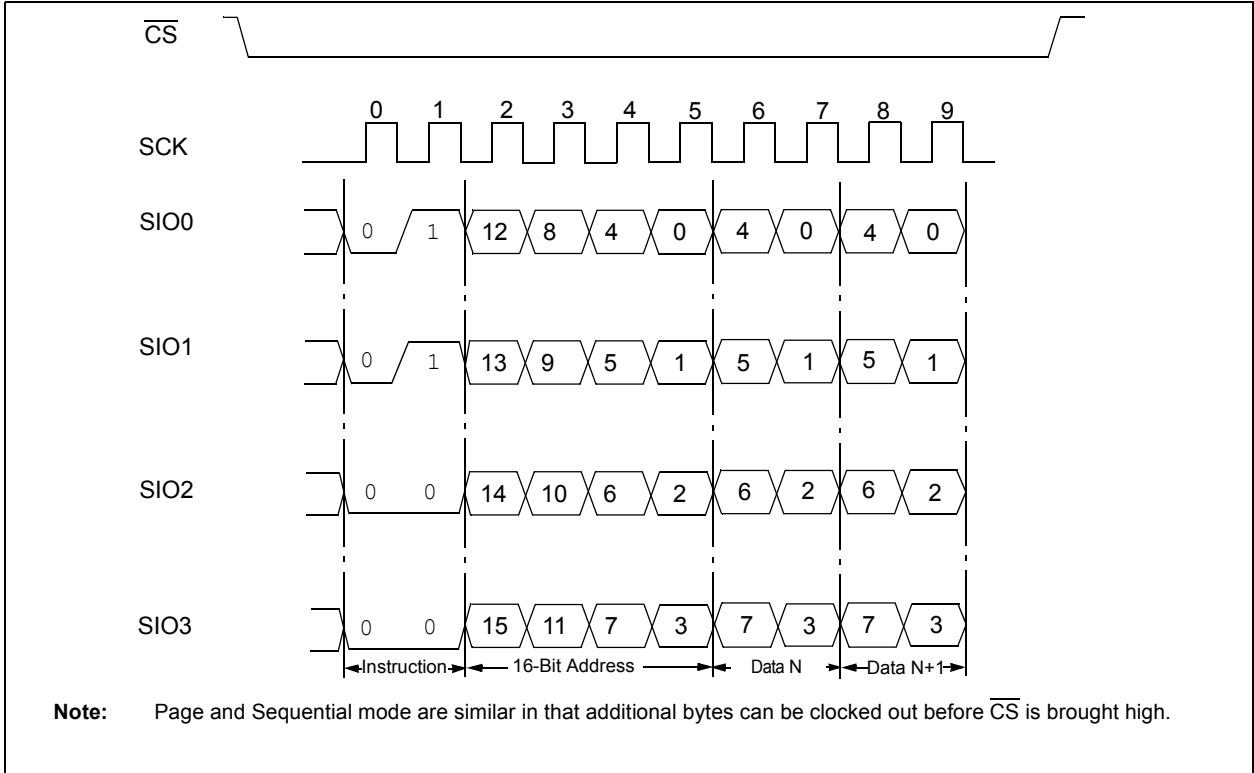 CS
0 1 2 3 4 5 6 7 8 9
SCK
SIO0
0 1 12 8 4 0 4 0 4 0
SIO1
0 1 13 9 5 1 5 1 5 1
SIO2
0 0 14 10 6 2 6 2 6 2
SIO3
0 0 15 11 7 3 7 3 7 3
Instruction 16-Bit Address Data N Data N+1
Note: Page and Sequential mode are similar in that additional bytes can be clocked out before CS is brought high.